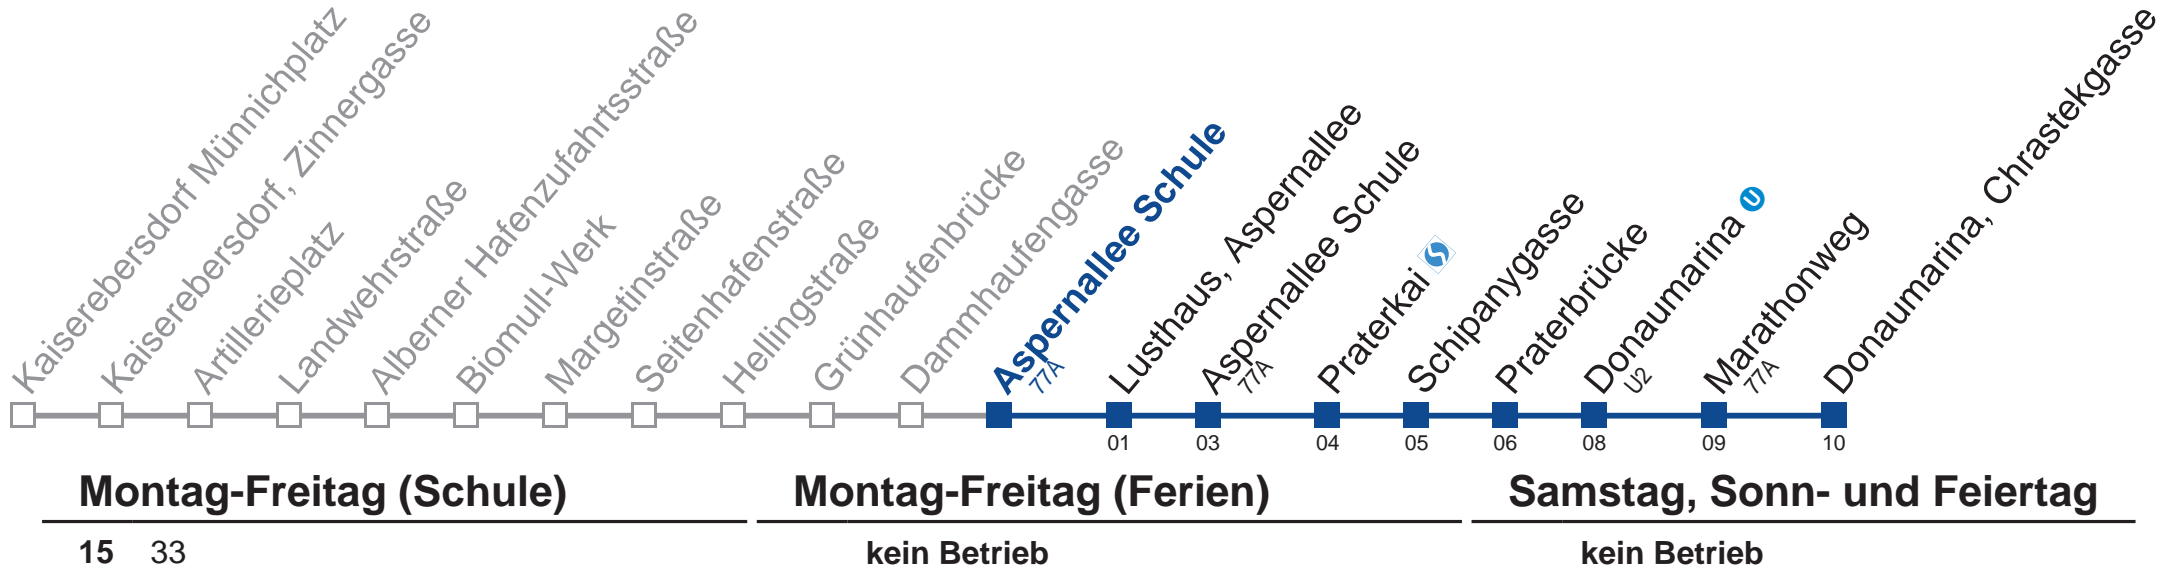 Kaiserebersdorf Münnichplatz
Kaiserebersdorf, Zinnergasse
Artillerieplatz
Landwehrstraße
Alberner Hafenzufahrtsstraße
Biomull-Werk
Margetinstraße
Seitenhafenstraße
Hellingstraße
Grünhaufenbrücke
Dammhaufengasse
Aspernallee Schule
77A
Lusthaus, Aspernallee
Aspernallee Schule
77A
Praterkai
Schipanygasse
Praterbrücke
Donaumarina U
U2
Marathonweg
77A
Donaumarina, Chrastekgasse
01 03 04 05 06 08 09 10
Montag-Freitag (Schule) Montag-Freitag (Ferien) Samstag, Sonn- und Feiertag
15 33 kein Betrieb kein Betrieb